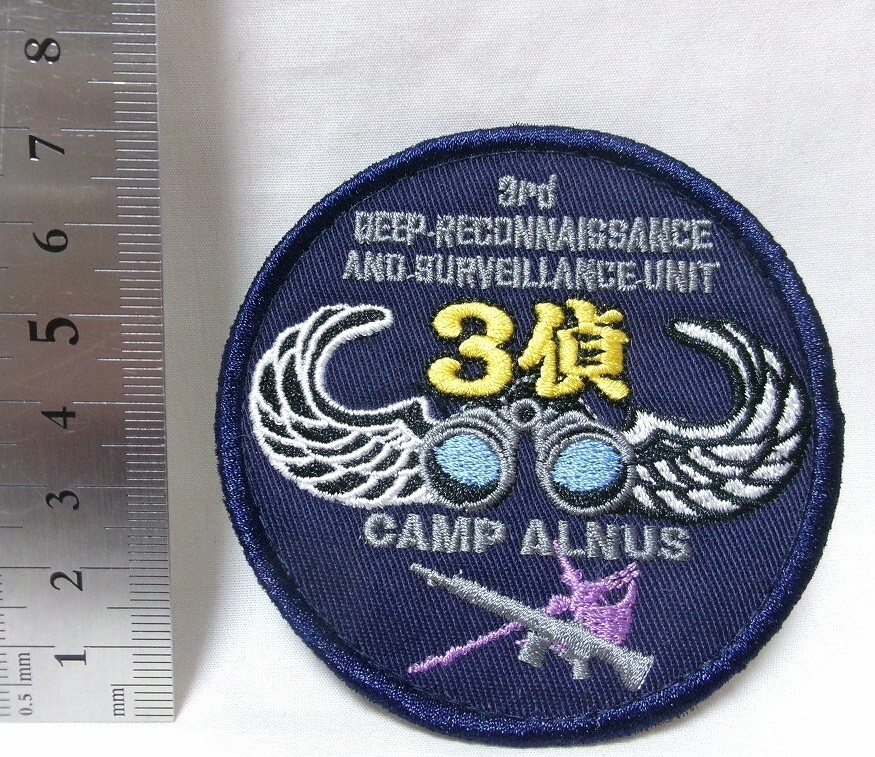 8
7
6
5
4
3
2
1
0.5 mm
mm
3rd
DEEP-RECONNAISSANCE
AND-SURVEILLANCE-UNIT
3偵
CAMP ALNUS